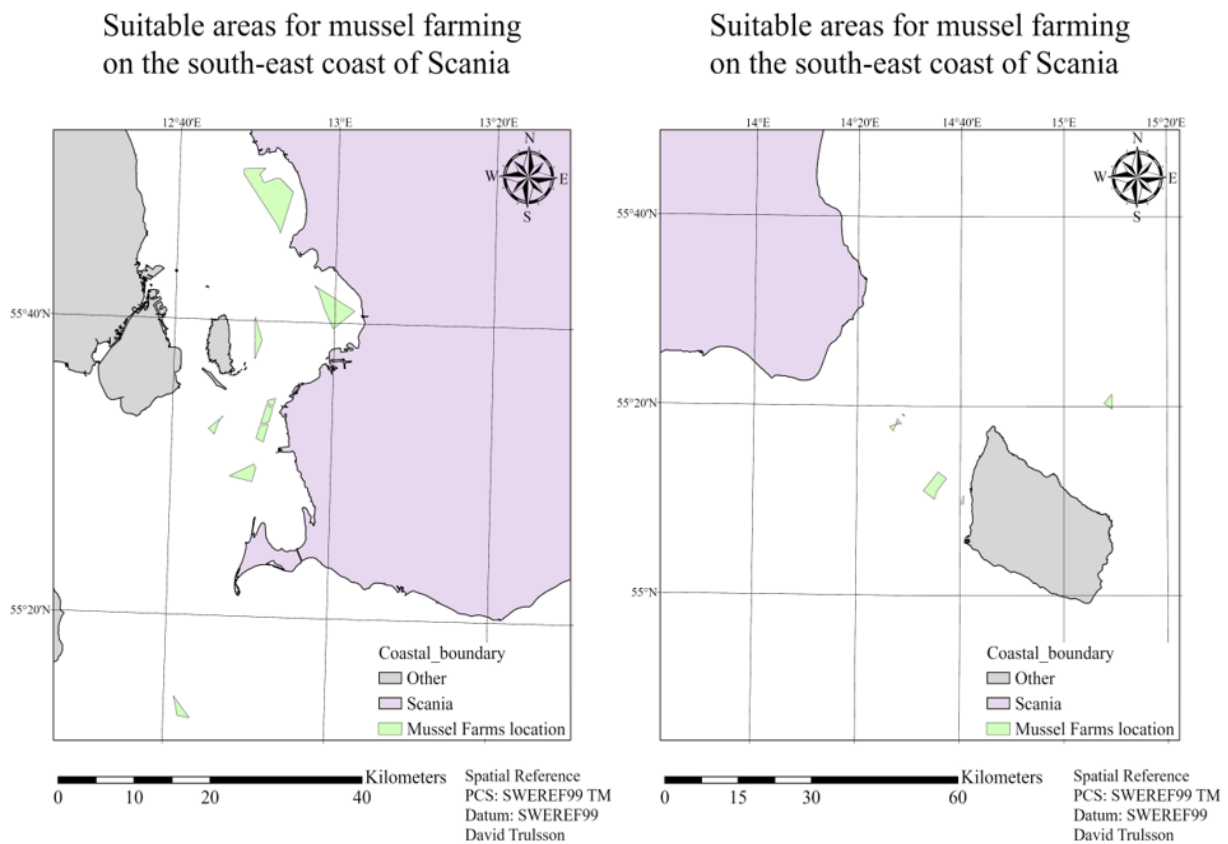 Suitable areas for mussel farming
on the south-east coast of Scania
12°40'E 13°E 13°20'E
N
W E
S
55°40'N
55°20'N
Coastal_boundary
Other
Scania
Mussel Farms location
Kilometers
0 10 20 40
Spatial Reference
PCS: SWEREF99 TM
Datum: SWEREF99
David Trulsson
Suitable areas for mussel farming
on the south-east coast of Scania
14°E 14°20'E 14°40'E 15°E 15°20'E
N
W E
S
55°40'N
55°20'N
55°N
Coastal_boundary
Other
Scania
Mussel Farms location
Kilometers
0 15 30 60
Spatial Reference
PCS: SWEREF99 TM
Datum: SWEREF99
David Trulsson